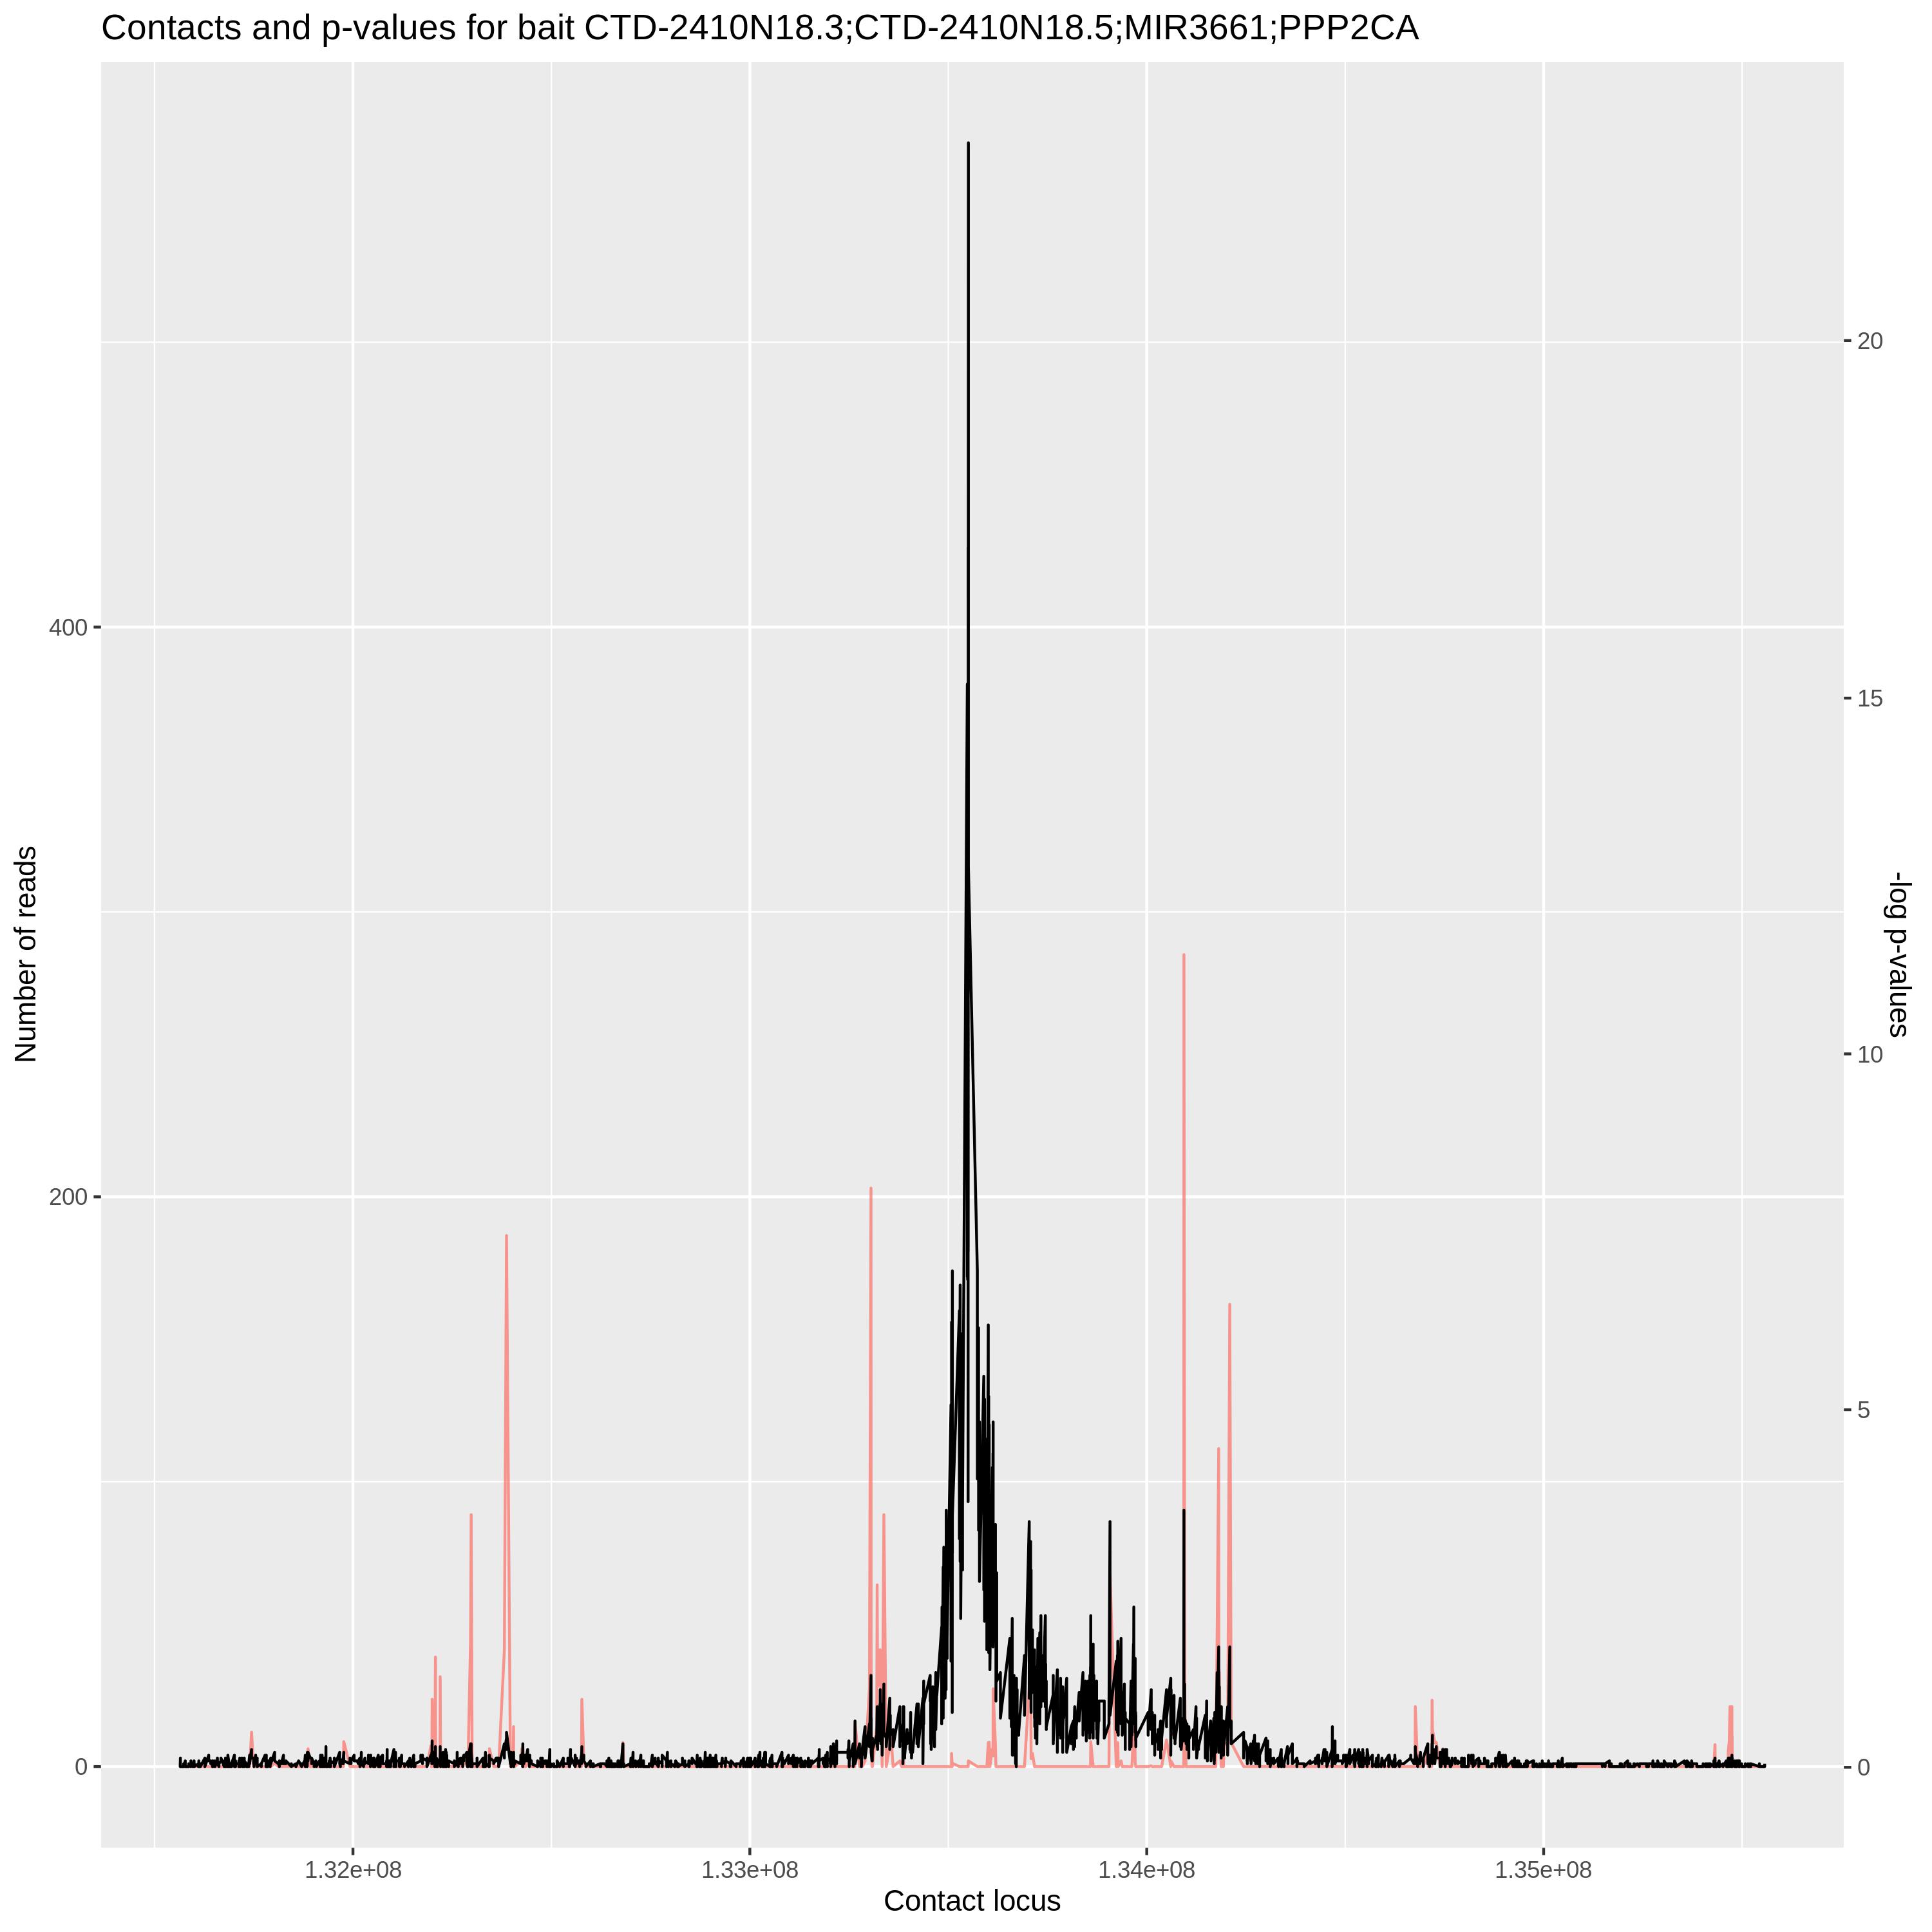 Contacts and p-values for bait CTD-2410N18.3;CTD-2410N18.5;MIR3661;PPP2CA
Number of reads
400
200
0
20
15
10
5
0
-log p-values
1.32e+08
1.33e+08
1.34e+08
1.35e+08
Contact locus